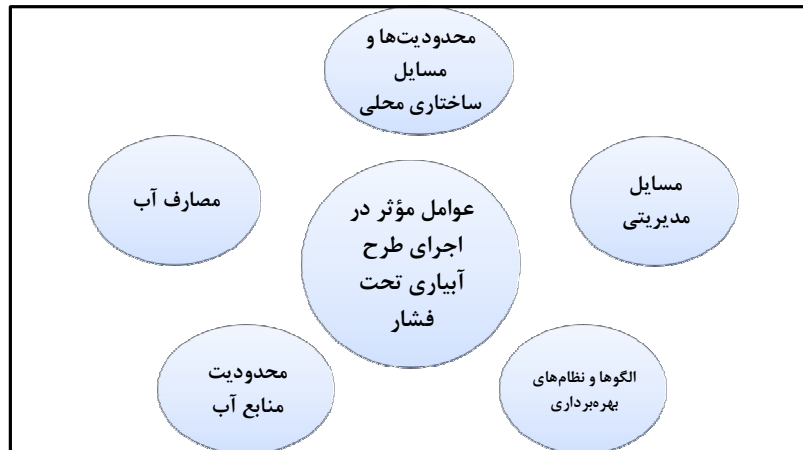 محدودیت‌ها و
مسایل
ساختاری محلی
مسایل
مدیریتی
مصارف آب
عوامل مؤثر در
اجرای طرح
آبیاری تحت
فشار
الگوها و نظام‌های
بهره‌برداری
محدودیت
منابع آب